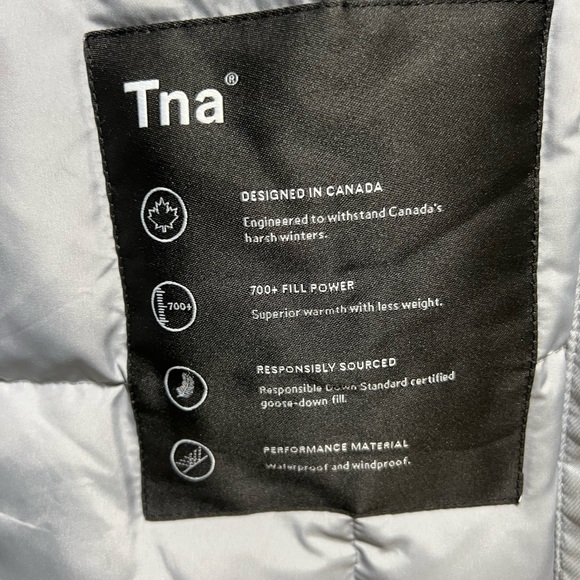 Tna®
DESIGNED IN CANADA
Engineered to withstand Canada's
harsh winters.
700+
700+ FILL POWER
Superior warmth with less weight.
RESPONSIBLY SOURCED
Responsible Down Standard certified
goose-down fill.
PERFORMANCE MATERIAL
Waterproof and windproof.